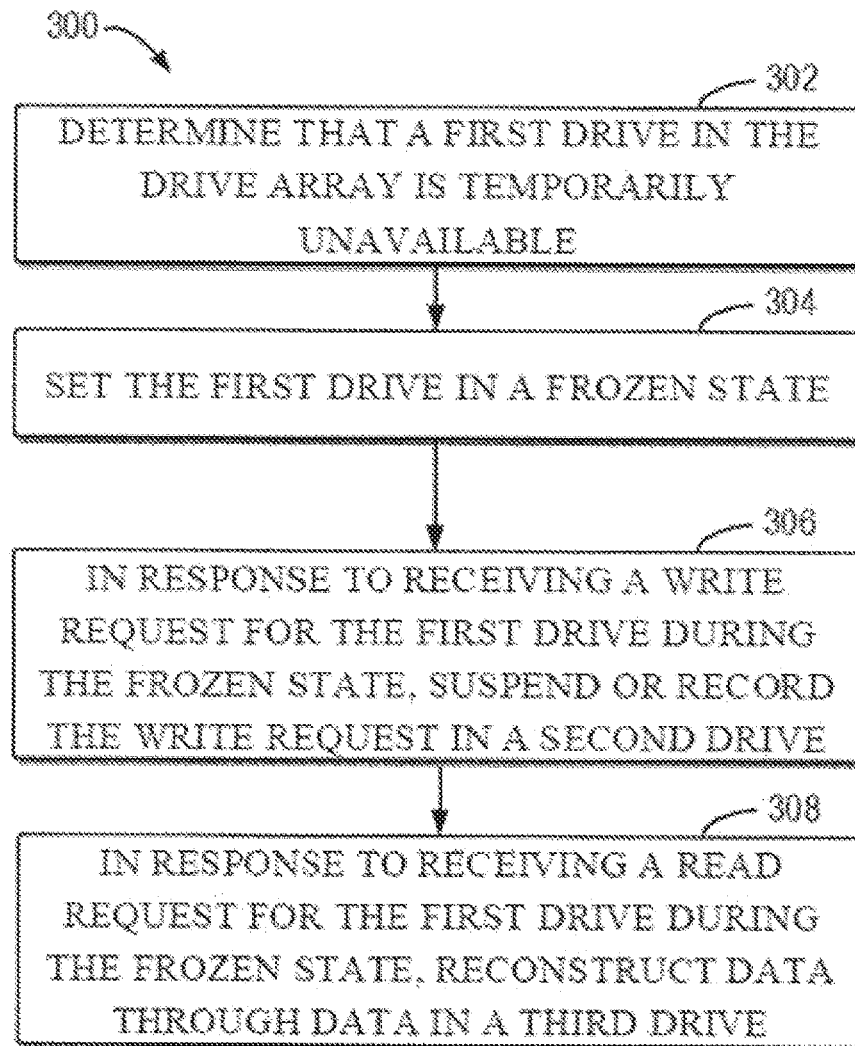 300
302
DETERMINE THAT A FIRST DRIVE IN THE
DRIVE ARRAY IS TEMPORARILY
UNAVAILABLE
304
SET THE FIRST DRIVE IN A FROZEN STATE
306
IN RESPONSE TO RECEIVING A WRITE
REQUEST FOR THE FIRST DRIVE DURING
THE FROZEN STATE, SUSPEND OR RECORD
THE WRITE REQUEST IN A SECOND DRIVE
308
IN RESPONSE TO RECEIVING A READ
REQUEST FOR THE FIRST DRIVE DURING
THE FROZEN STATE, RECONSTRUCT DATA
THROUGH DATA IN A THIRD DRIVE